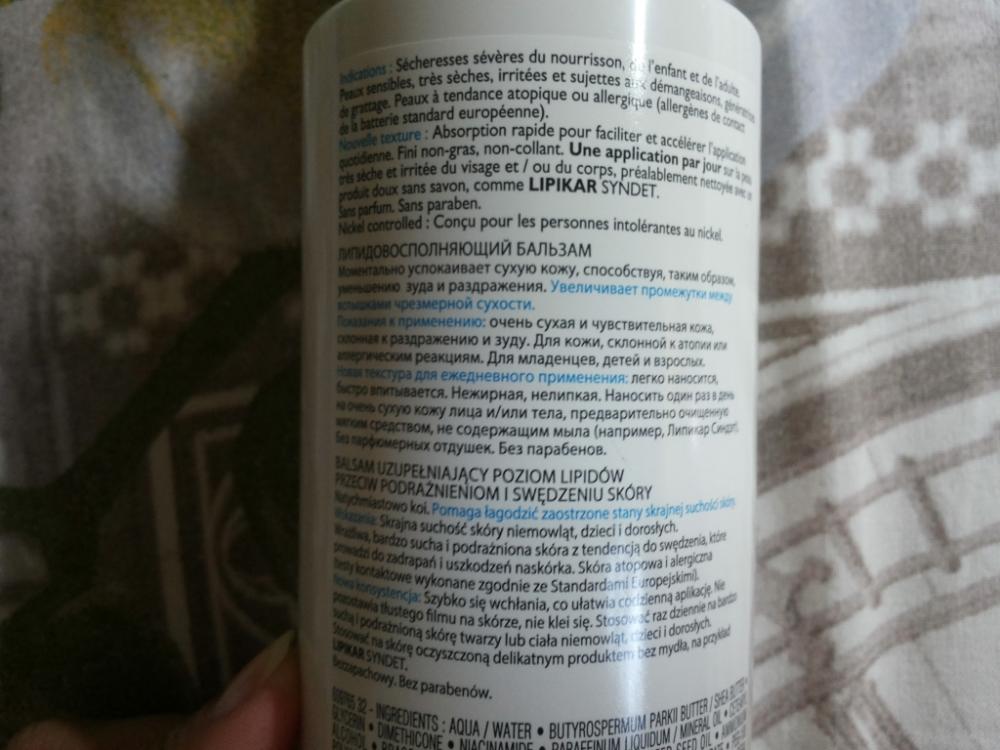 Indications : Sécheresses sévères du nourrisson, de l'enfant et de l'adulte.
Peaux sensibles, très sèches, irritées et sujettes aux démangeaisons, génératrices
de grattage. Peaux à tendance atopique ou allergique (allergènes de contact
de la batterie standard européenne).
Nouvelle texture : Absorption rapide pour faciliter et accélérer l'application
quotidienne. Fini non-gras, non-collant. Une application par jour sur la peau
très sèche et irritée du visage et / ou du corps, préalablement nettoyée avec un
produit doux sans savon, comme LIPIKAR SYNDET.
Sans parfum. Sans paraben.
Nickel controlled : Conçu pour les personnes intolérantes au nickel.
ЛИПИДОВОСПОЛНЯЮЩИЙ БАЛЬЗАМ
Моментально успокаивает сухую кожу, способствуя, таким образом,
уменьшению зуда и раздражения. Увеличивает промежутки между
вспышками чрезмерной сухости.
Показания к применению: очень сухая и чувствительная кожа,
склонная к раздражению и зуду. Для кожи, склонной к атопии или
аллергическим реакциям. Для младенцев, детей и взрослых.
Новая текстура для ежедневного применения: легко наносится,
быстро впитывается. Нежирная, нелипкая. Наносить один раз в день
на очень сухую кожу лица и/или тела, предварительно очищенную
мягким средством, не содержащим мыла (например, Липикар Синдэт).
Без парфюмерных отдушек. Без парабенов.
BALSAM UZUPEŁNIAJĄCY POZIOM LIPIDÓW
PRZECIW PODRAŻNIENIOM I SWĘDZENIU SKÓRY
Natychmiastowo koi. Pomaga łagodzić zaostrzone stany skrajnej suchości skóry.
Wskazania: Skrajna suchość skóry niemowląt, dzieci i dorosłych.
Wrażliwa, bardzo sucha i podrażniona skóra z tendencją do swędzenia, które
prowadzi do zadrapań i uszkodzeń naskórka. Skóra atopowa i alergiczna
(testy kontaktowe wykonane zgodnie ze Standardami Europejskimi).
Nowa konsystencja: Szybko się wchłania, co ułatwia codzienną aplikację. Nie
pozostawia tłustego filmu na skórze, nie klei się. Stosować raz dziennie na bardzo
suchą i podrażnioną skórę twarzy lub ciała niemowląt, dzieci i dorosłych.
Stosować na skórę oczyszczoną delikatnym produktem bez mydła, na przykład
LIPIKAR SYNDET.
Bezzapachowy. Bez parabenów.
INGREDIENTS : AQUA / WATER • BUTYROSPERMUM PARKII BUTTER / SHEA BUTTER •
GLYCERIN • DIMETHICONE • NIACINAMIDE • PARAFFINUM LIQUIDUM / MINERAL OIL •
ALCOHOL • SEED OIL •